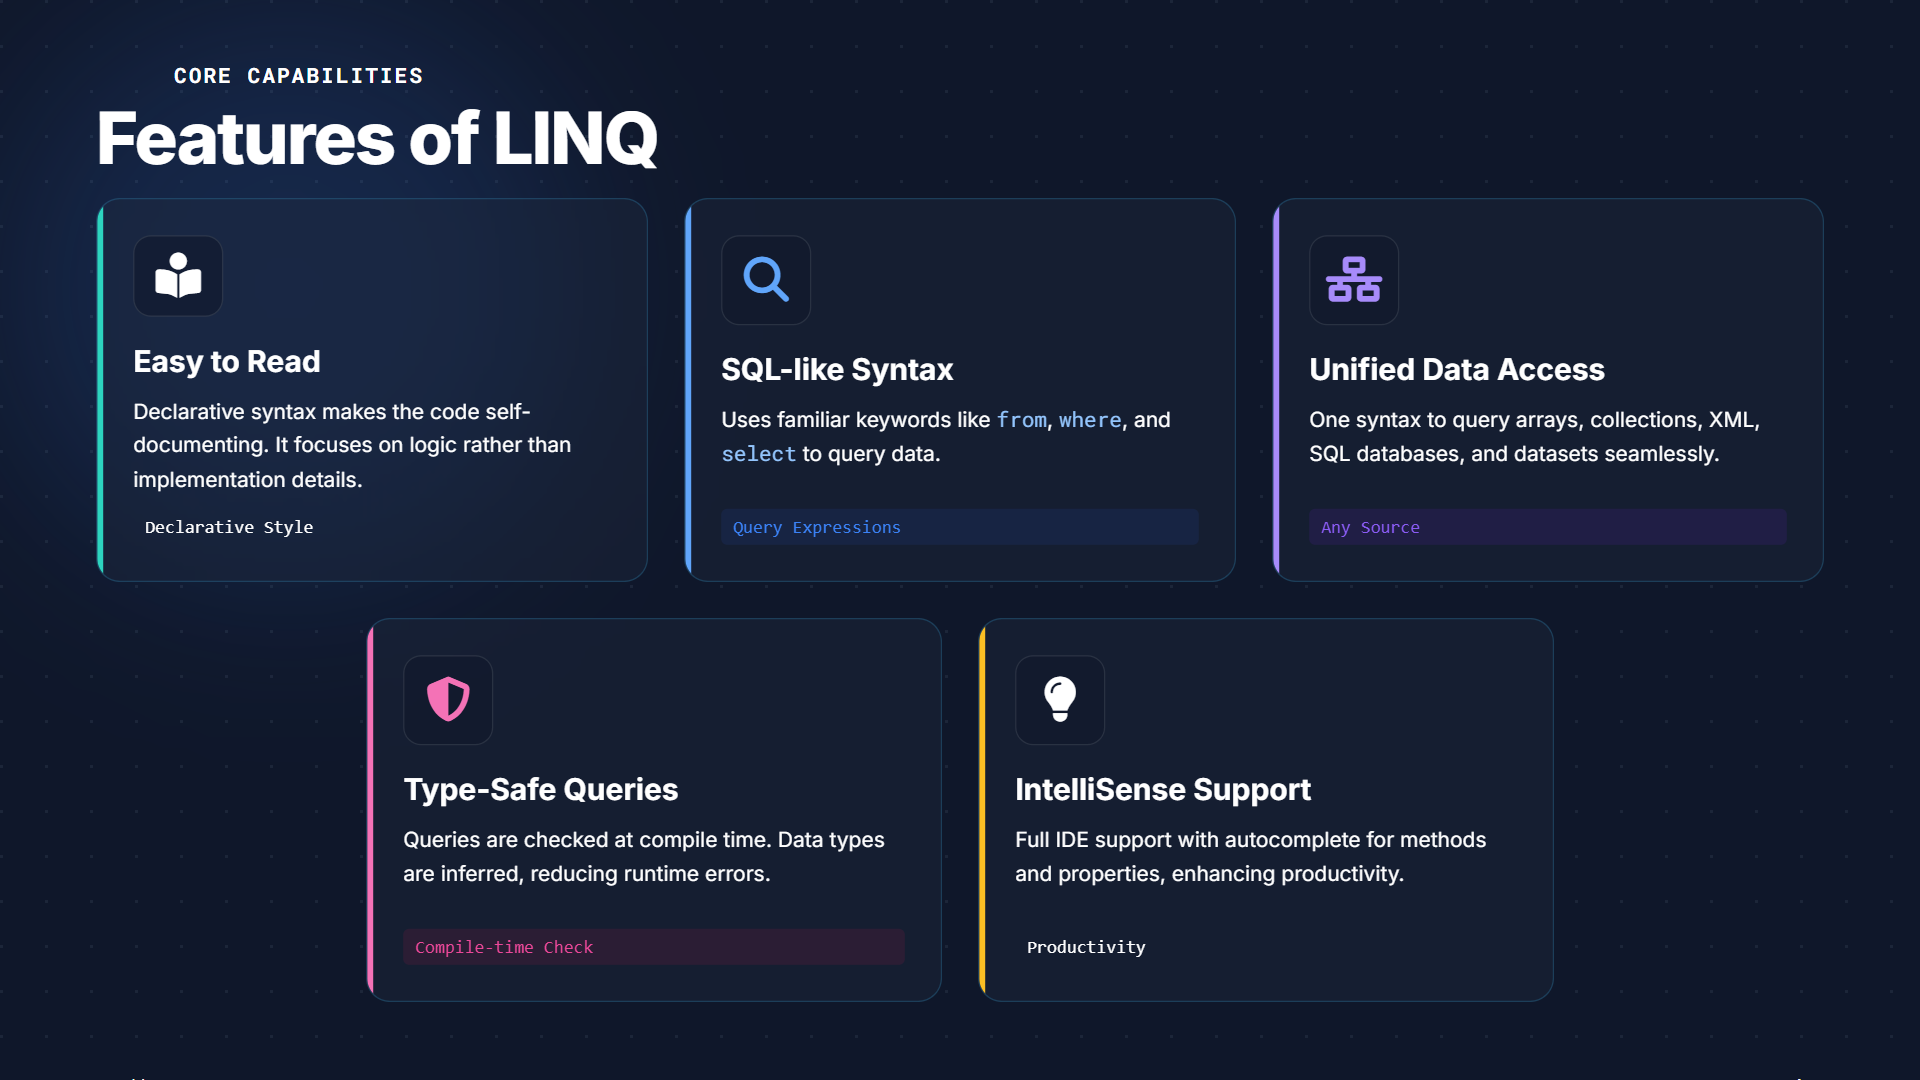 CORE CAPABILITIES
Features of LINQ
Easy to Read
Declarative syntax makes the code self-
documenting. It focuses on logic rather than
implementation details.
Declarative Style
SQL-like Syntax
Uses familiar keywords like from, where, and
select to query data.
Query Expressions
Unified Data Access
One syntax to query arrays, collections, XML,
SQL databases, and datasets seamlessly.
Any Source
Type-Safe Queries
Queries are checked at compile time. Data types
are inferred, reducing runtime errors.
Compile-time Check
IntelliSense Support
Full IDE support with autocomplete for methods
and properties, enhancing productivity.
Productivity